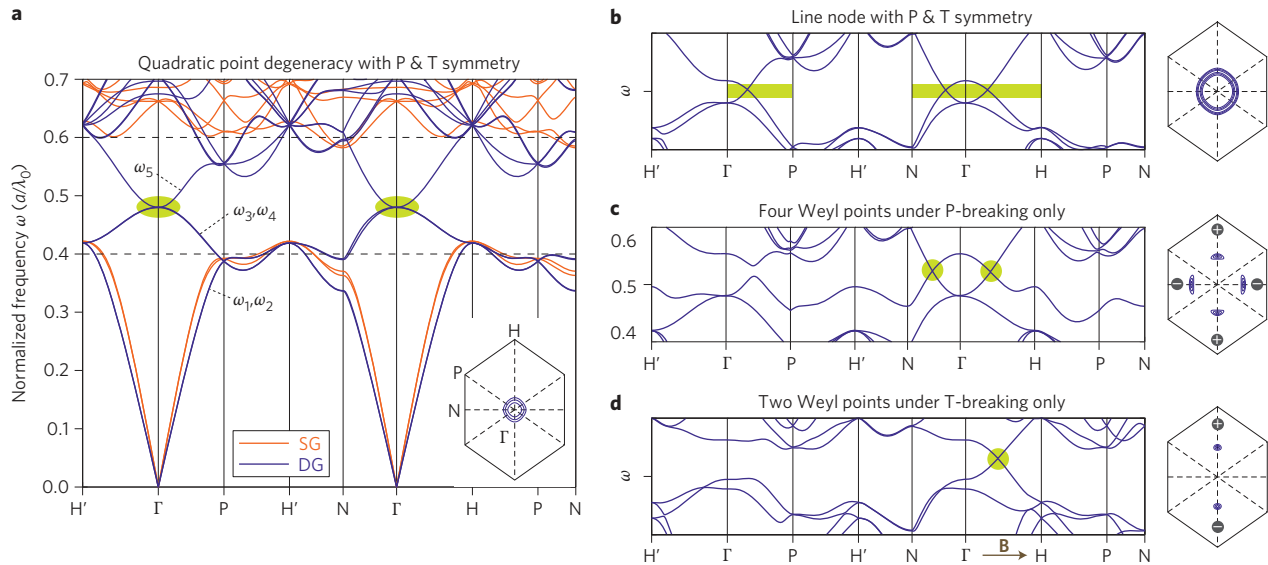 a
Quadratic point degeneracy with P & T symmetry
Normalized frequency ω (a/λ0)
0.7
0.6
0.5
0.4
0.3
0.2
0.1
0.0
ω5
ω3,ω4
ω1,ω2
SG
DG
H
P
N
Γ
H′ Γ P H′ N Γ H P N
b
Line node with P & T symmetry
ω
H′ Γ P H′ N Γ H P N
c
Four Weyl points under P-breaking only
0.6
0.5
0.4
H′ Γ P H′ N Γ H P N
+
− −
+
d
Two Weyl points under T-breaking only
ω
H′ Γ P H′ N Γ B H P N
+
−